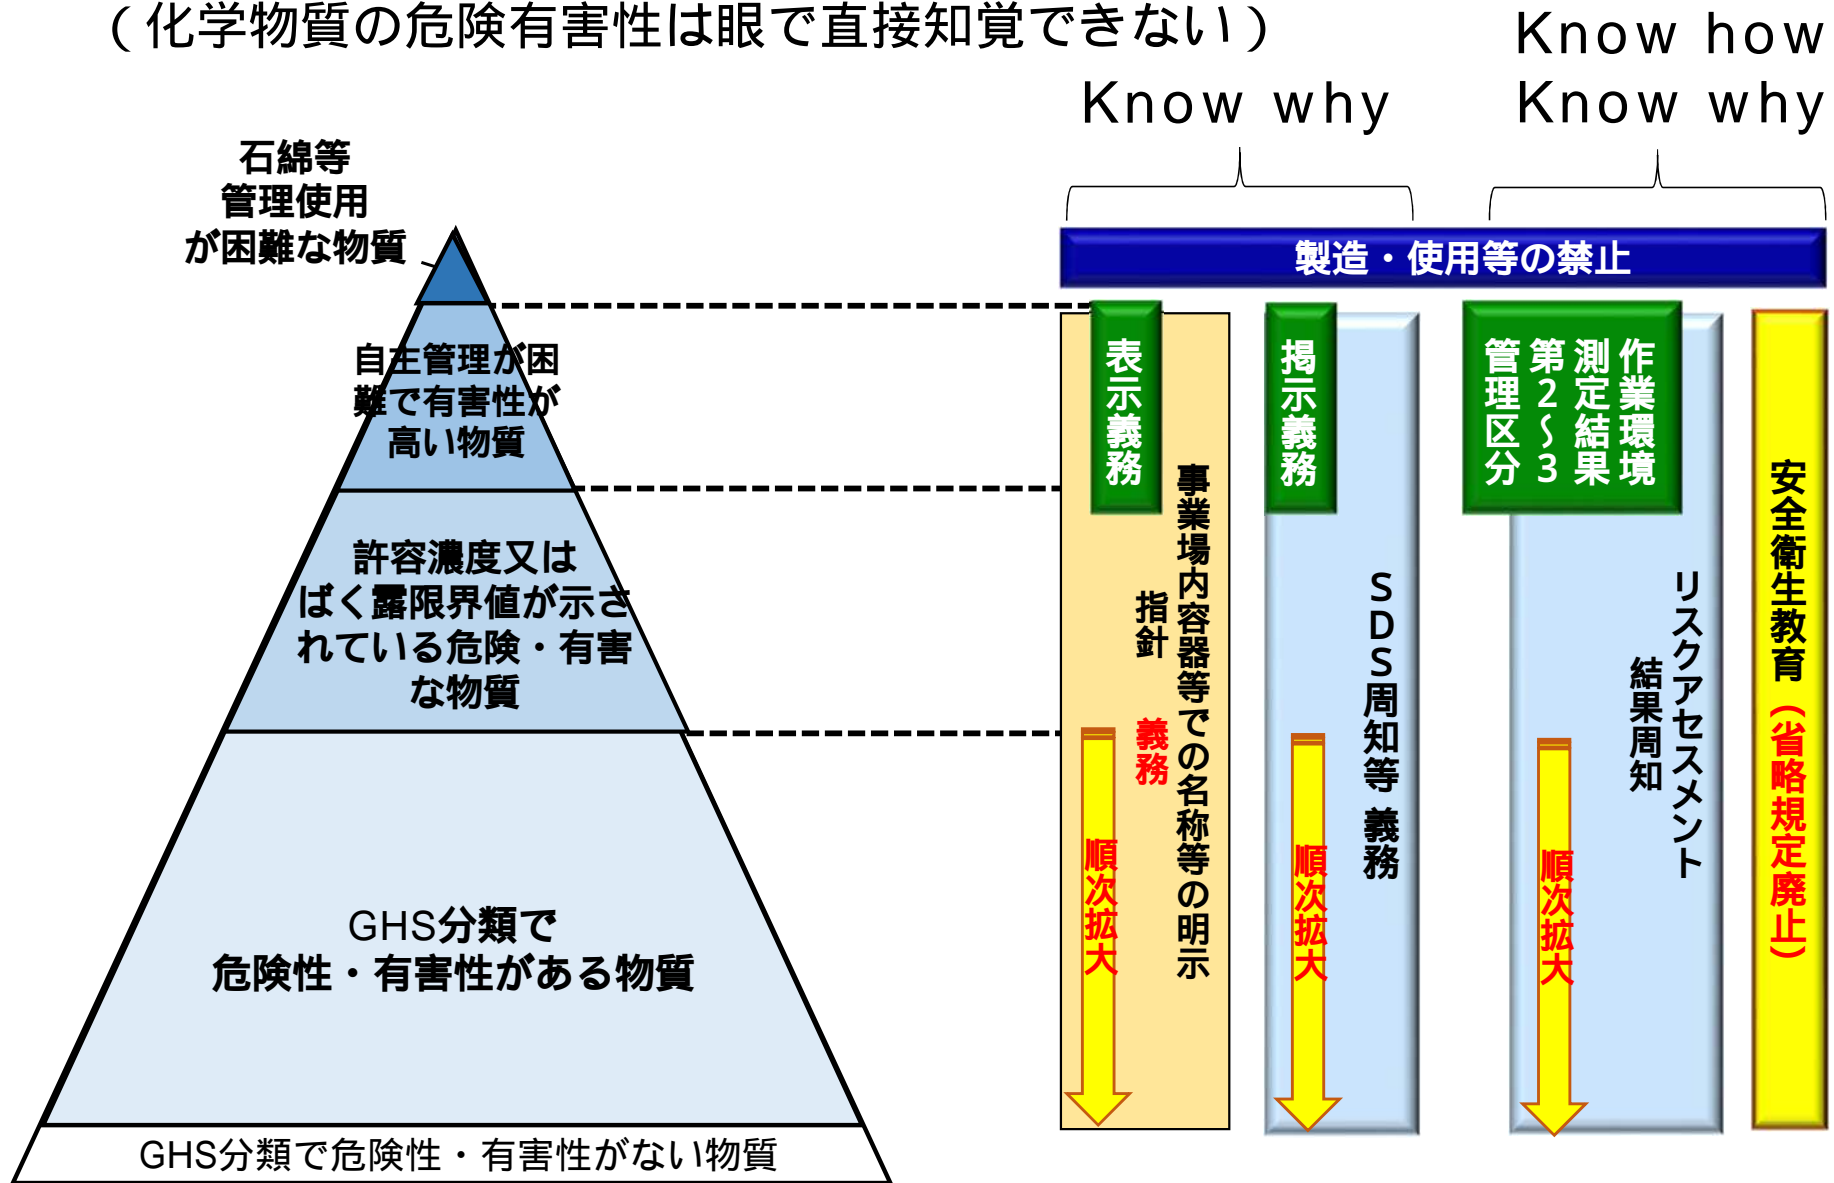 （化学物質の危険有害性は眼で直接知覚できない）
Know how
Know why
Know why
石綿等
管理使用
が困難な物質
自主管理が困
難で有害性が
高い物質
許容濃度又は
ばく露限界値が示さ
れている危険・有害
な物質
GHS分類で
危険性・有害性がある物質
GHS分類で危険性・有害性がない物質
製造・使用等の禁止
表示義務
事業場内容器等での名称等の明示
指針 義務
順次拡大
掲示義務
ＳＤＳ周知等 義務
順次拡大
作業環境
測定結果
第２～３
管理区分
リスクアセスメント
結果周知
順次拡大
安全衛生教育（省略規定廃止）